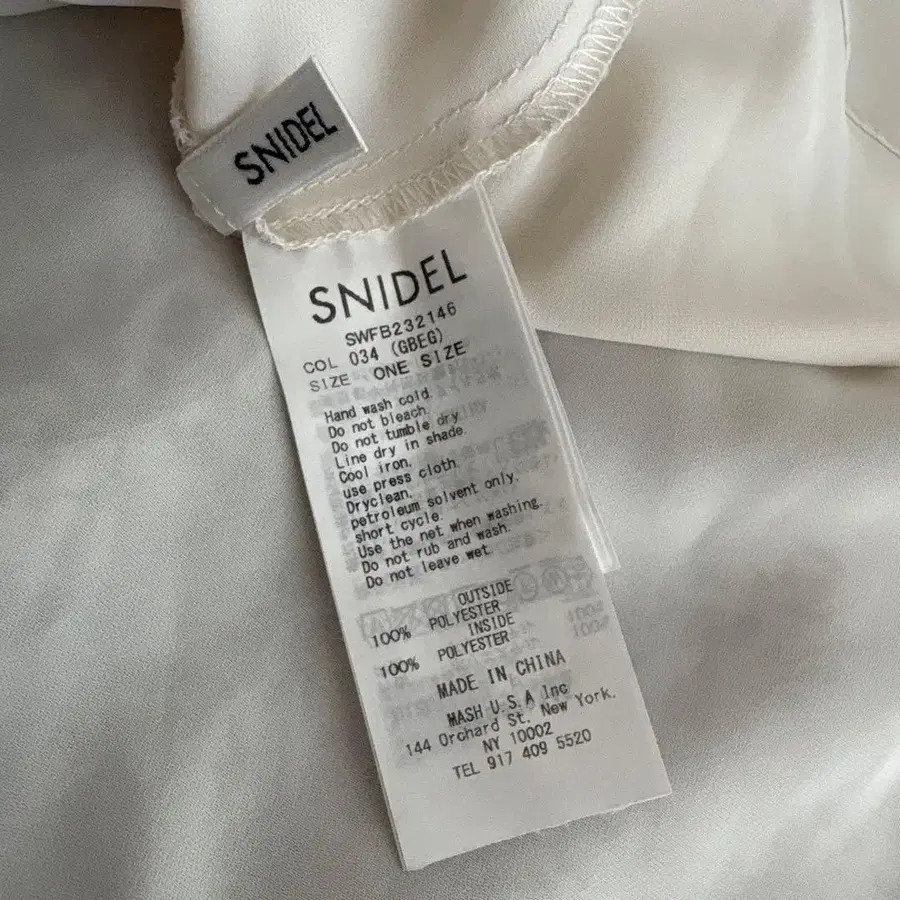 SNIDEL
SNIDEL
SWFB232146
COL 034 (GBEG)
SIZE ONE SIZE
Hand wash cold.
Do not bleach.
Do not tumble dry.
Line dry in shade.
Cool iron.
use press cloth.
Dryclean.
petroleum solvent only.
short cycle.
Use the net when washing.
Do not rub and wash.
Do not leave wet.
OUTSIDE
100% POLYESTER
INSIDE
100% POLYESTER
MADE IN CHINA
MASH U.S.A Inc
144 Orchard St. New York.
NY 10002
TEL 917 409 5520